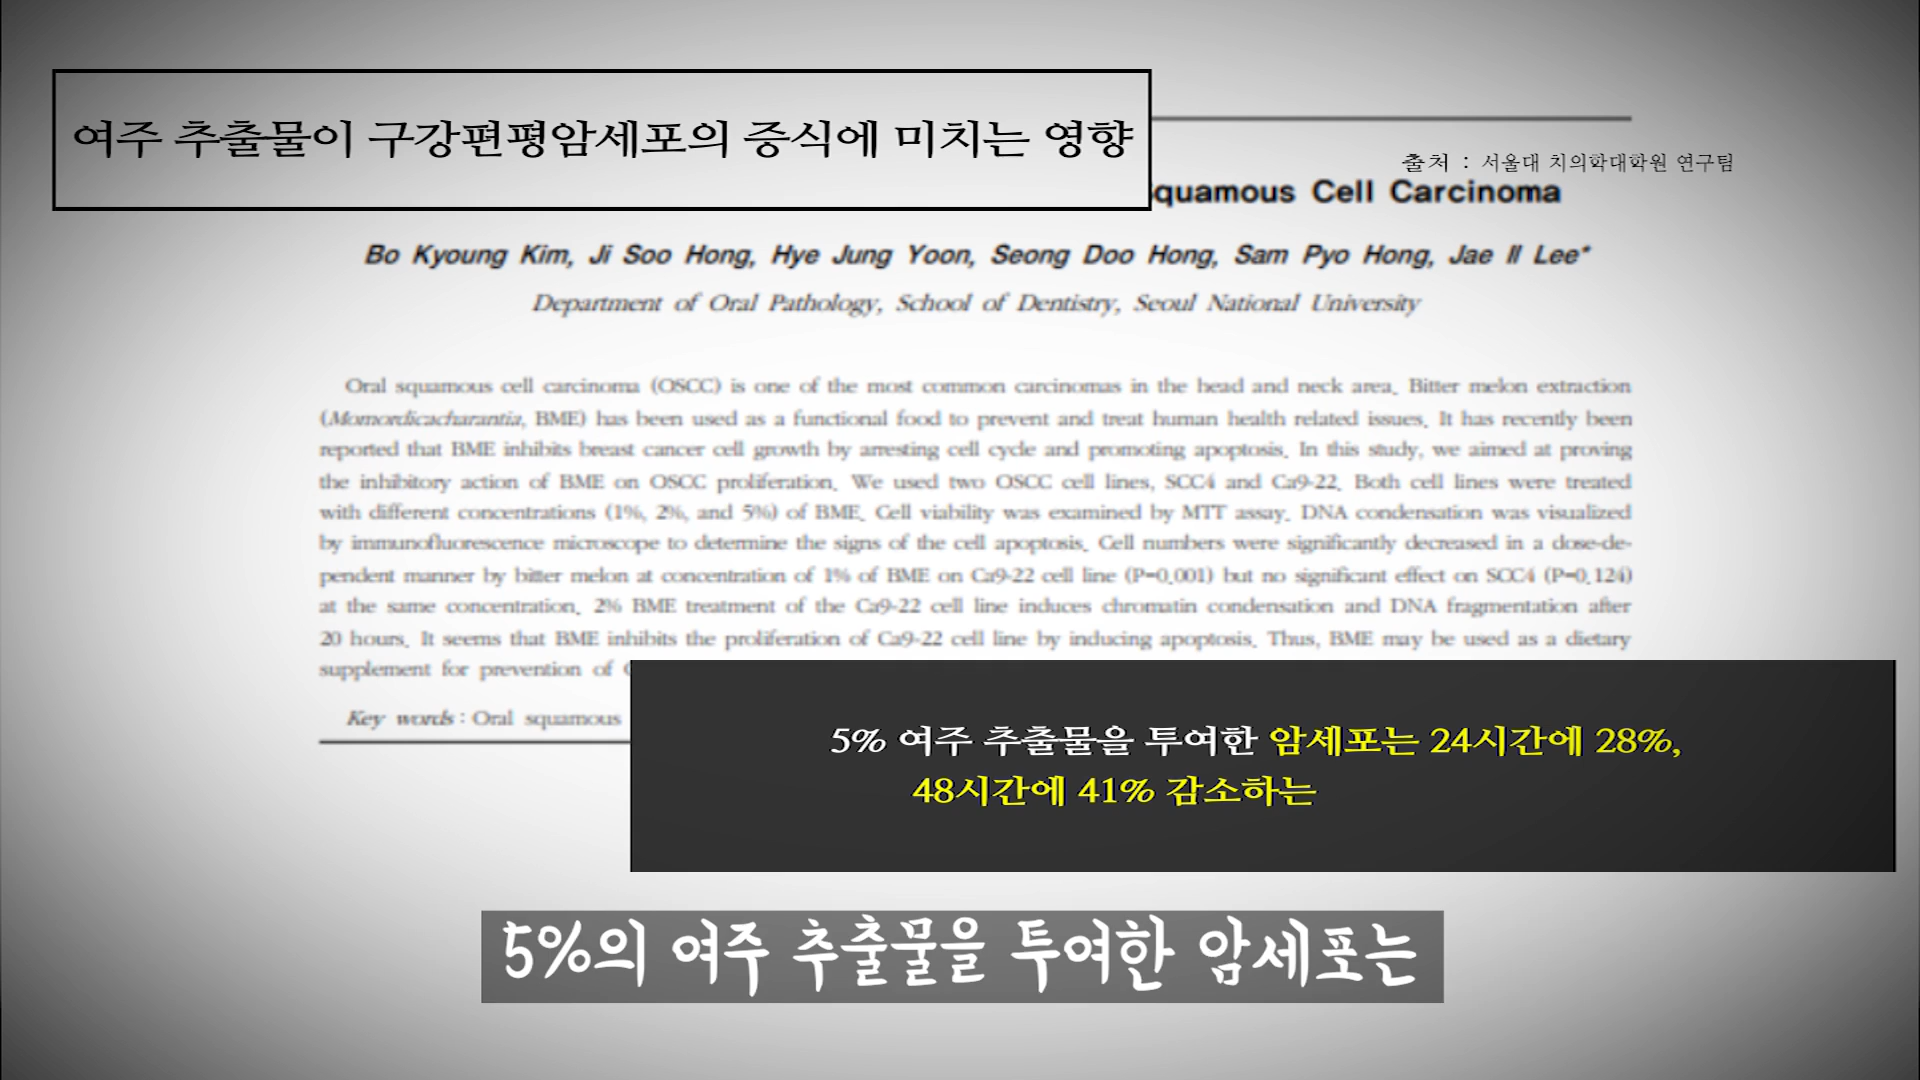 여주 추출물이 구강편평암세포의 증식에 미치는 영향
출처 : 서울대 치의학대학원 연구팀
squamous Cell Carcinoma
Bo Kyoung Kim, Ji Soo Hong, Hye Jung Yoon, Seong Doo Hong, Sam Pyo Hong, Jae Il Lee*
Department of Oral Pathology, School of Dentistry, Seoul National University
Oral squamous cell carcinoma (OSCC) is one of the most common carcinomas in the head and neck area. Bitter melon extraction
(Momordicacharantia, BME) has been used as a functional food to prevent and treat human health related issues. It has recently been
reported that BME inhibits breast cancer cell growth by arresting cell cycle and promoting apoptosis. In this study, we aimed at proving
the inhibitory action of BME on OSCC proliferation. We used two OSCC cell lines, SCC4 and Ca9-22. Both cell lines were treated
with different concentrations (1%, 2%, and 5%) of BME. Cell viability was examined by MTT assay. DNA condensation was visualized
by immunofluorescence microscope to determine the signs of the cell apoptosis. Cell numbers were significantly decreased in a dose-de-
pendent manner by bitter melon at concentration of 1% of BME on Ca9-22 cell line (P=0.001) but no significant effect on SCC4 (P=0.124)
at the same concentration. 2% BME treatment of the Ca9-22 cell line induces chromatin condensation and DNA fragmentation after
20 hours. It seems that BME inhibits the proliferation of Ca9-22 cell line by inducing apoptosis. Thus, BME may be used as a dietary
supplement for prevention of
Key words : Oral squamous
5% 여주 추출물을 투여한 암세포는 24시간에 28%,
48시간에 41% 감소하는
5%의 여주 추출물을 투여한 암세포는